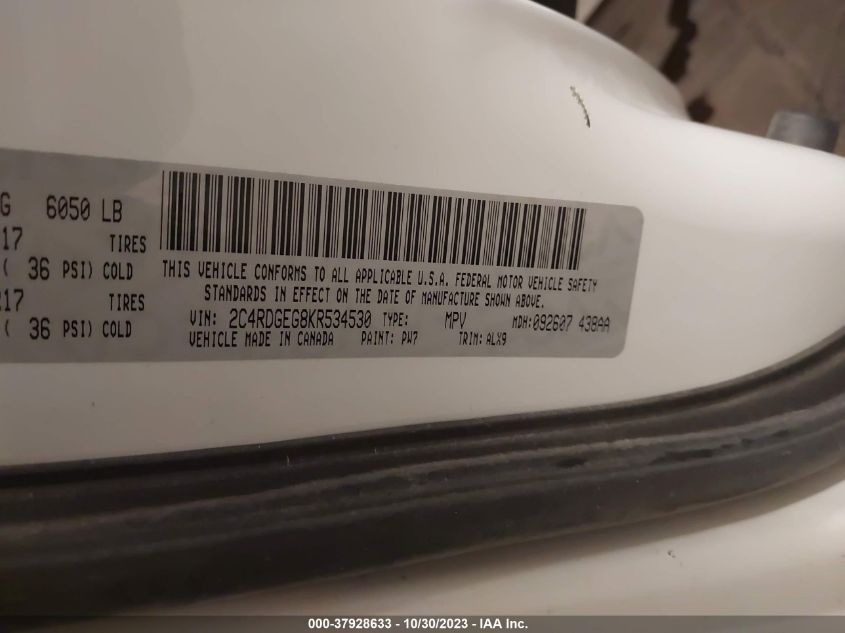 G 6050 LB
17 TIRES
( 36 PSI) COLD
R17 TIRES
( 36 PSI) COLD
THIS VEHICLE CONFORMS TO ALL APPLICABLE U.S.A. FEDERAL MOTOR VEHICLE SAFETY
STANDARDS IN EFFECT ON THE DATE OF MANUFACTURE SHOWN ABOVE.
VIN: 2C4RDGEG8KR534530 TYPE: MPV MDH:092607 438AA
VEHICLE MADE IN CANADA PAINT: PW7 TRIM: ALX9
000-37928633 - 10/30/2023 - IAA Inc.